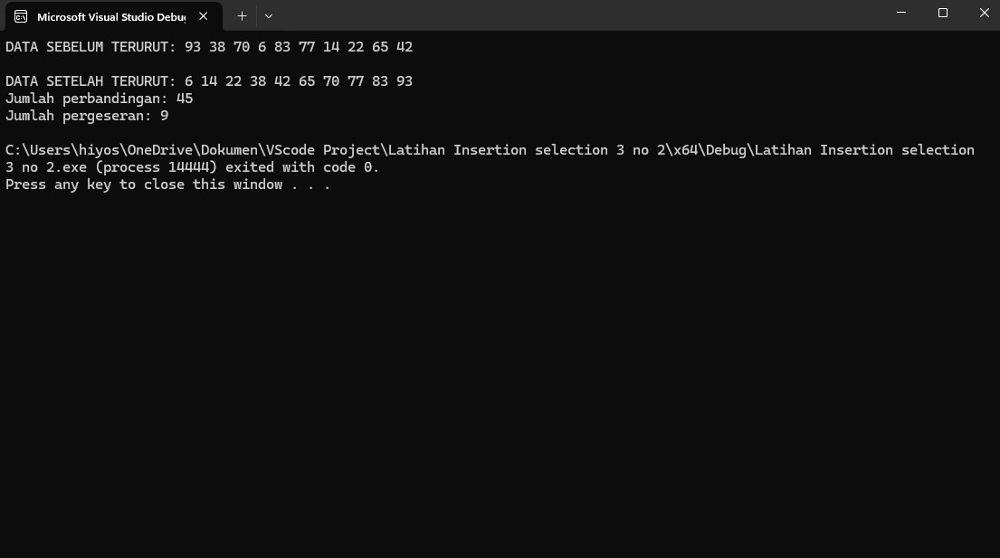 Microsoft Visual Studio Debug
DATA SEBELUM TERURUT: 93 38 70 6 83 77 14 22 65 42
DATA SETELAH TERURUT: 6 14 22 38 42 65 70 77 83 93
Jumlah perbandingan: 45
Jumlah pergeseran: 9
C:\Users\hiyos\OneDrive\Dokumen\VScode Project\Latihan Insertion selection 3 no 2\x64\Debug\Latihan Insertion selection
3 no 2.exe (process 14444) exited with code 0.
Press any key to close this window . . .